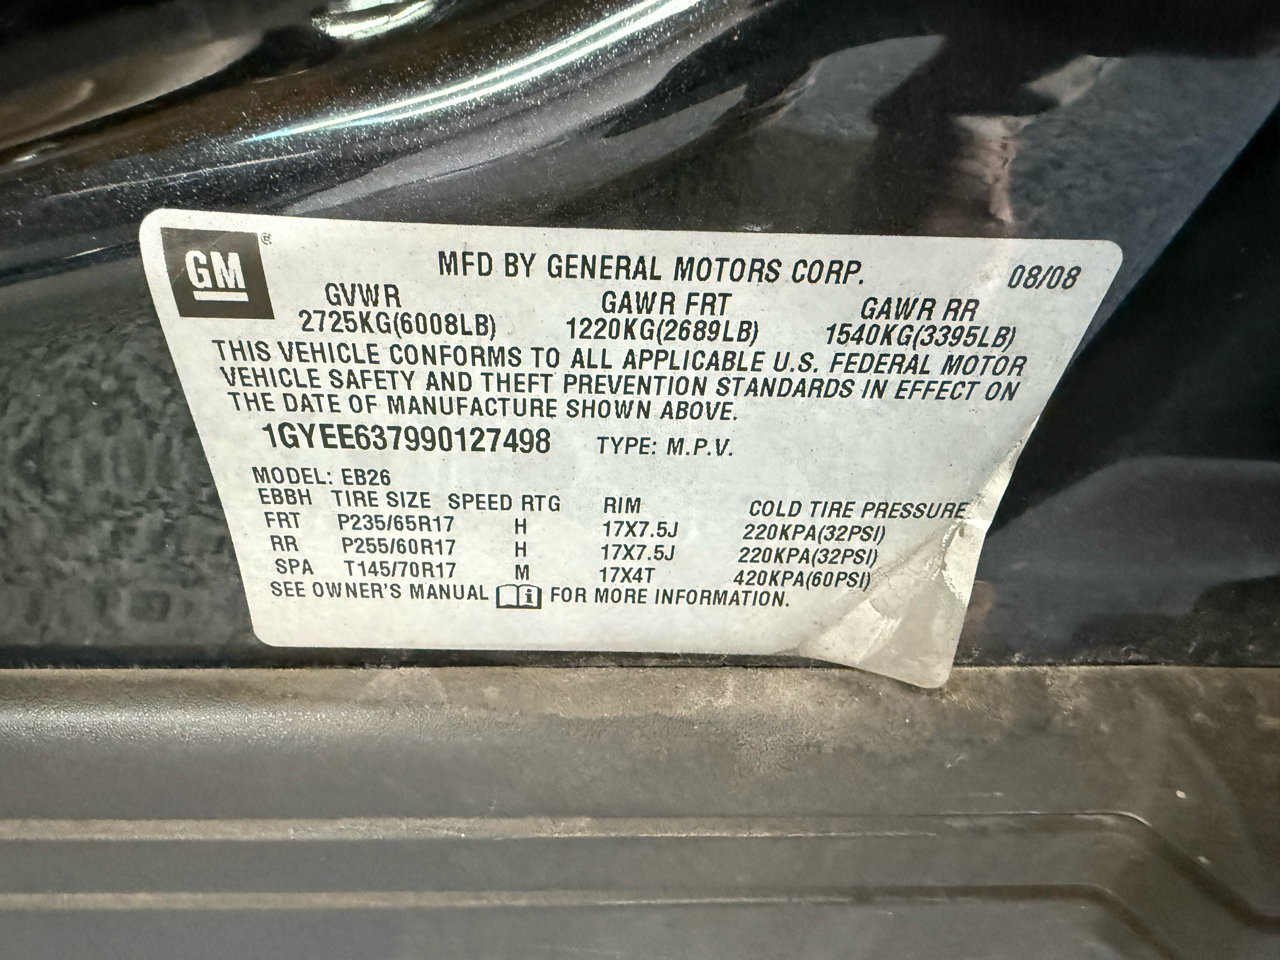 GM ®
MFD BY GENERAL MOTORS CORP. 08/08
GVWR GAWR FRT GAWR RR
2725KG(6008LB) 1220KG(2689LB) 1540KG(3395LB)
THIS VEHICLE CONFORMS TO ALL APPLICABLE U.S. FEDERAL MOTOR
VEHICLE SAFETY AND THEFT PREVENTION STANDARDS IN EFFECT ON
THE DATE OF MANUFACTURE SHOWN ABOVE.
1GYEE637990127498 TYPE: M.P.V.
MODEL: EB26
EBBH TIRE SIZE SPEED RTG RIM COLD TIRE PRESSURE
FRT P235/65R17 H 17X7.5J 220KPA(32PSI)
RR P255/60R17 H 17X7.5J 220KPA(32PSI)
SPA T145/70R17 M 17X4T 420KPA(60PSI)
SEE OWNER'S MANUAL i FOR MORE INFORMATION.